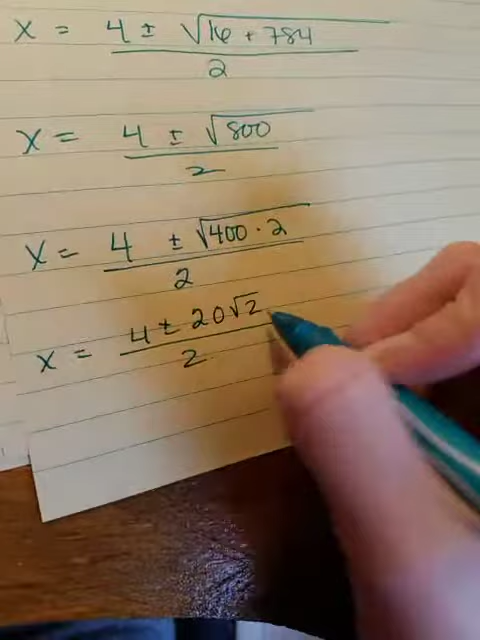 x = 4 ± √16 + 784 / 2
x = 4 ± √800 / 2
x = 4 ± √400 · 2 / 2
x = 4 ± 20√2 / 2